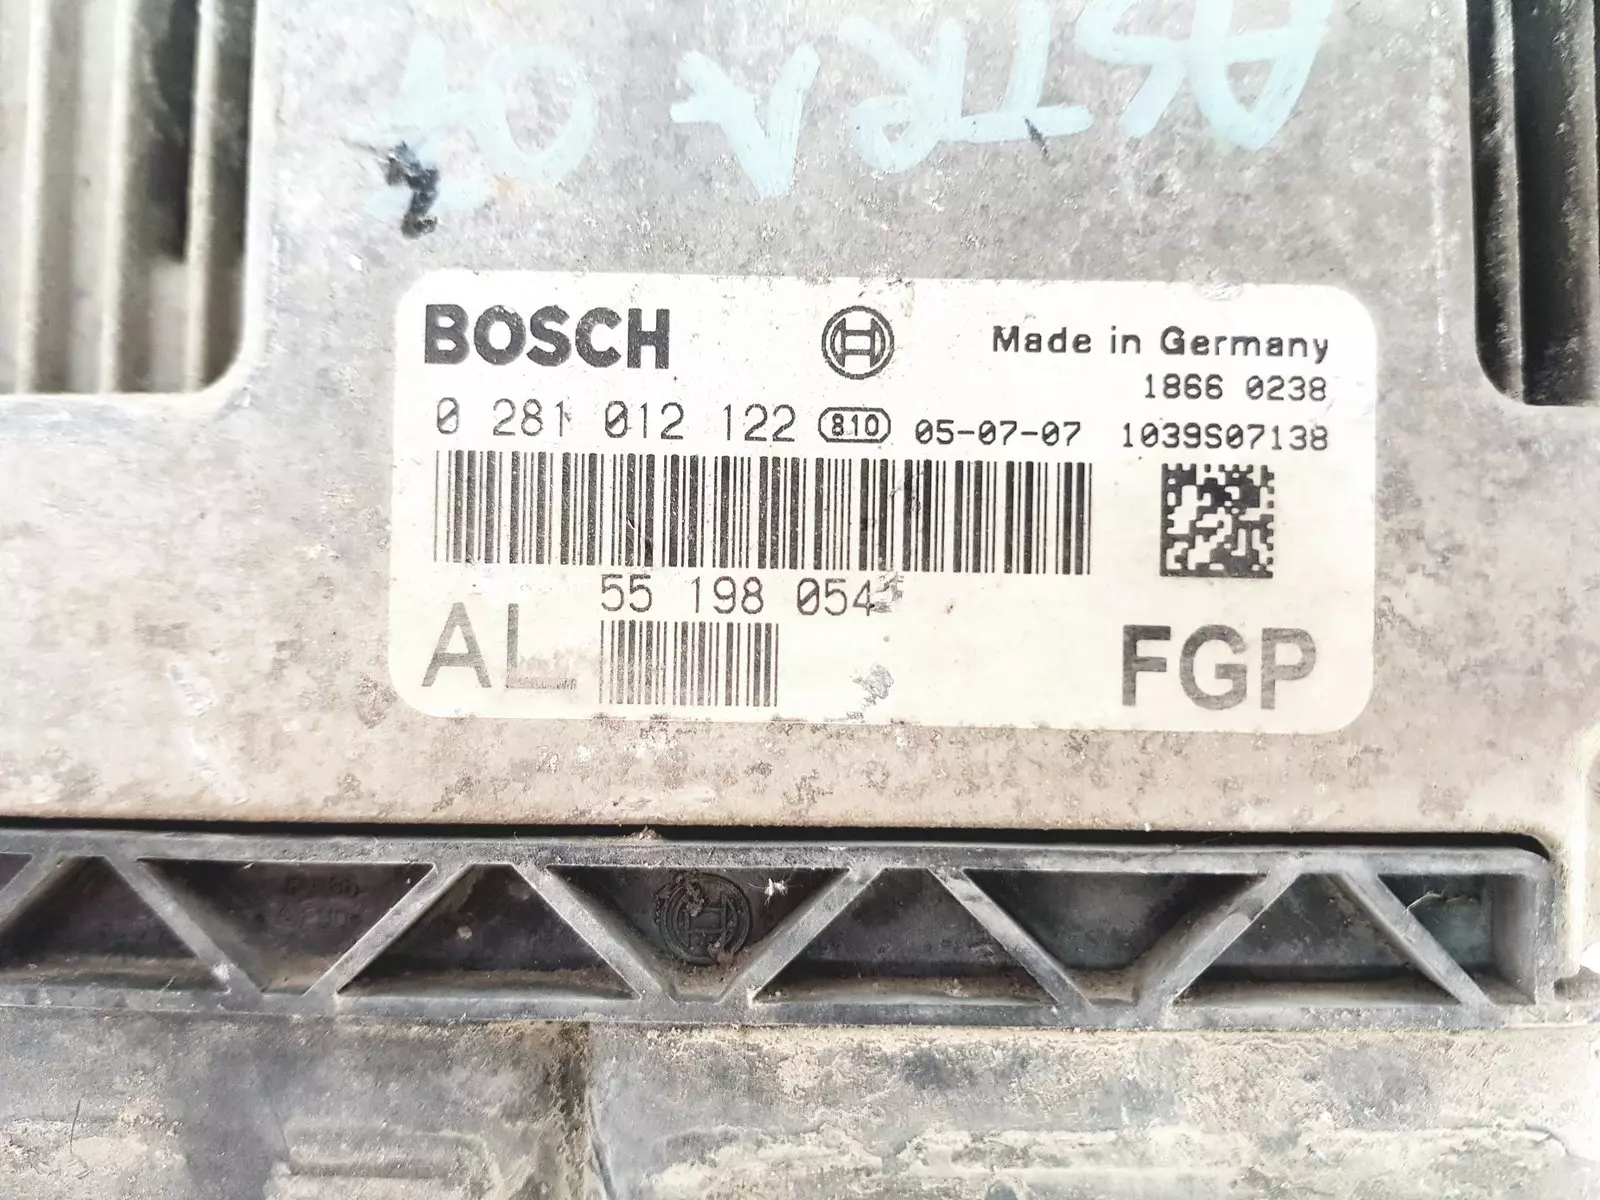 ASTRA 07
BOSCH Made in Germany
1866 0238
0 281 012 122 810 05-07-07 1039S07138
55 198 054
AL FGP